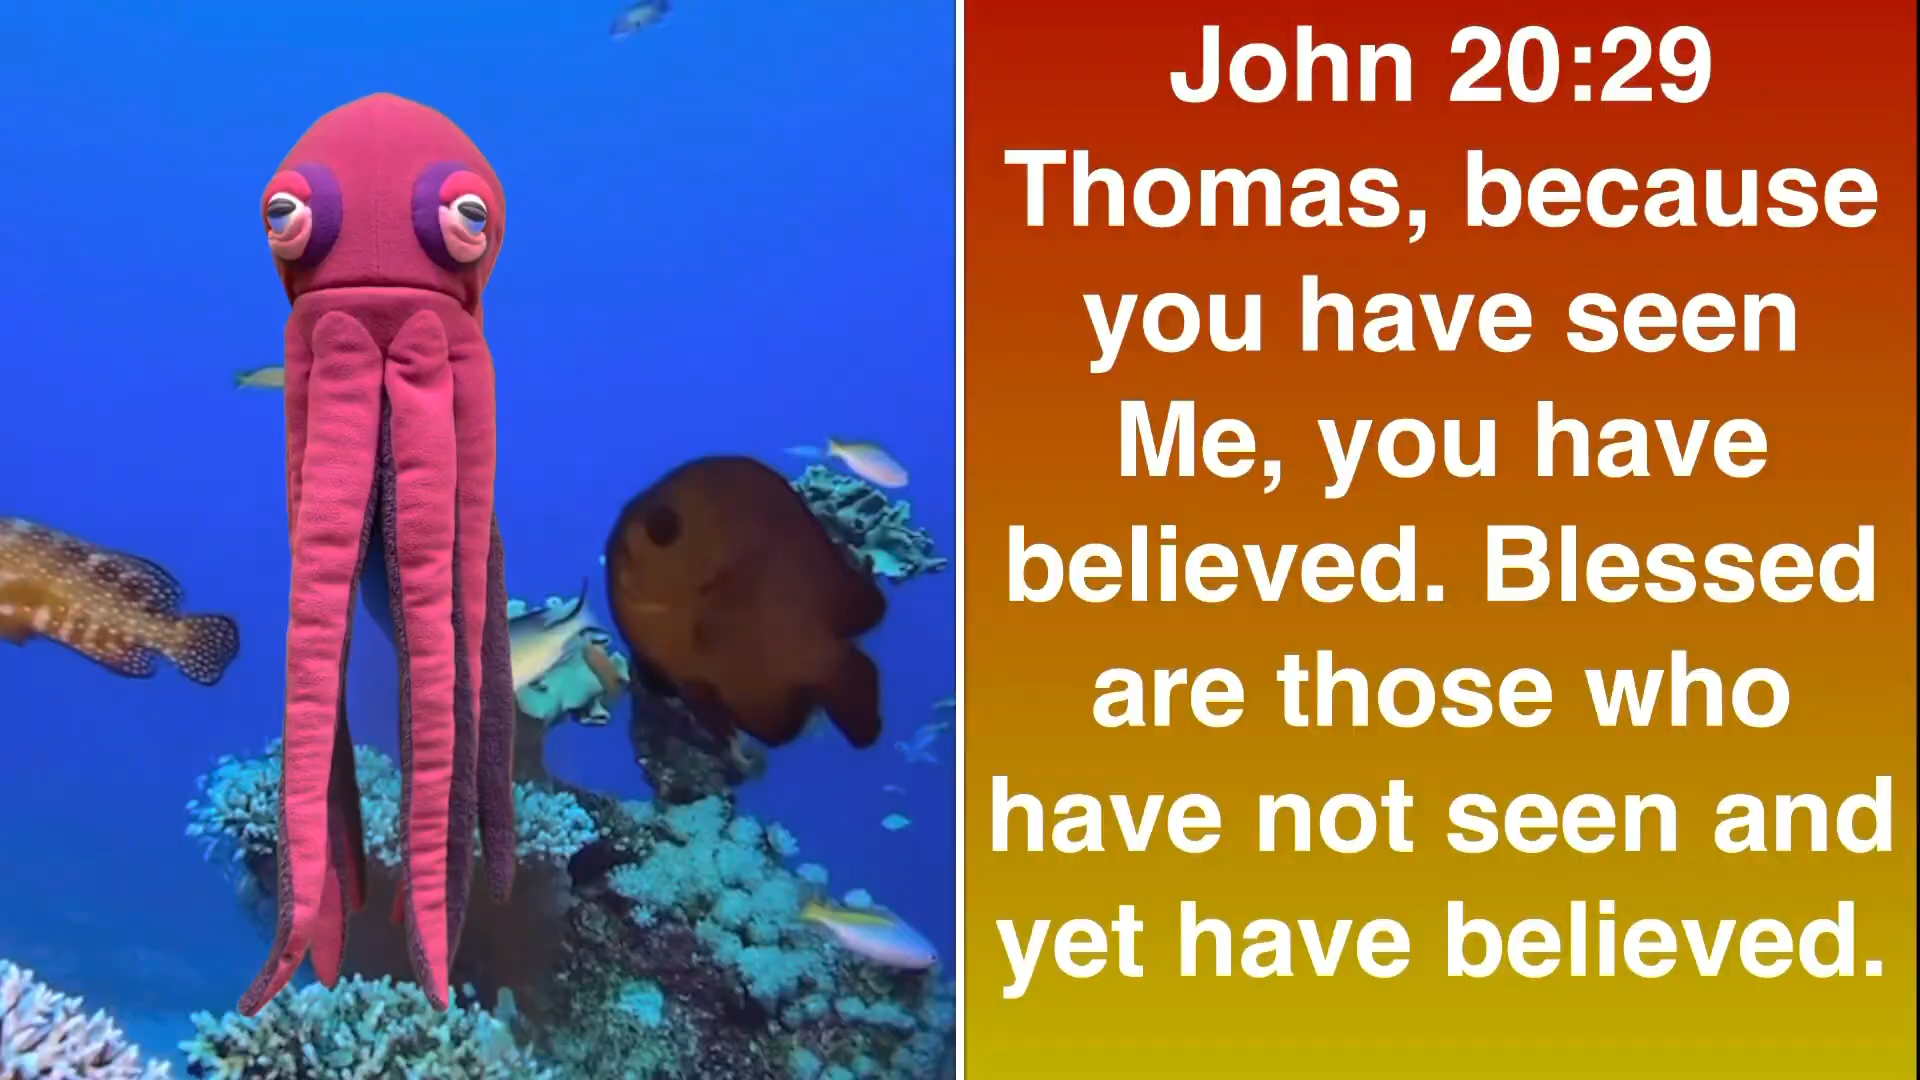 John 20:29
Thomas, because
you have seen
Me, you have
believed. Blessed
are those who
have not seen and
yet have believed.